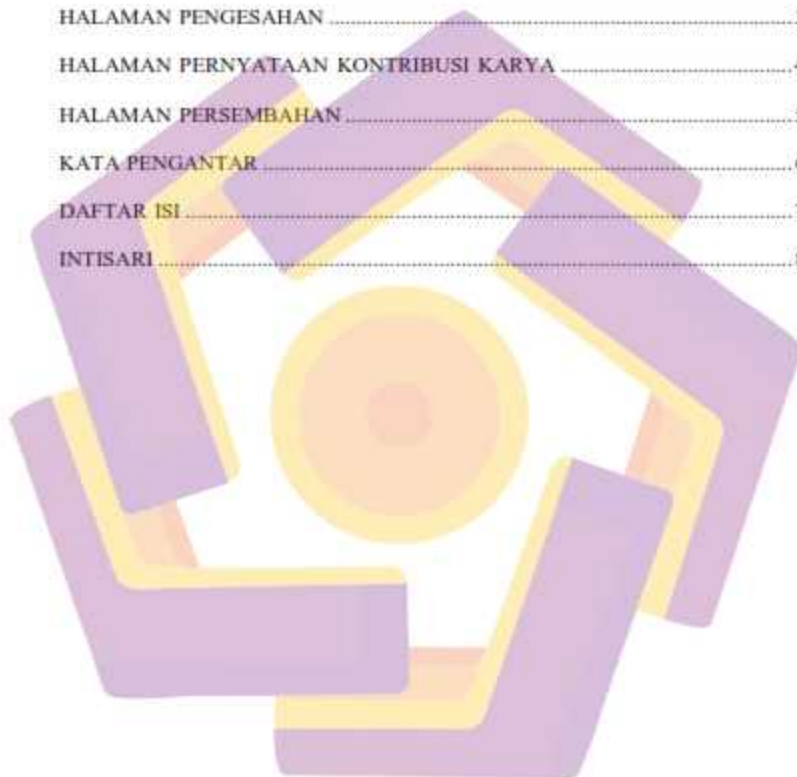 HALAMAN PENGESAHAN
HALAMAN PERNYATAAN KONTRIBUSI KARYA
HALAMAN PERSEMBAHAN
KATA PENGANTAR
DAFTAR ISI
INTISARI